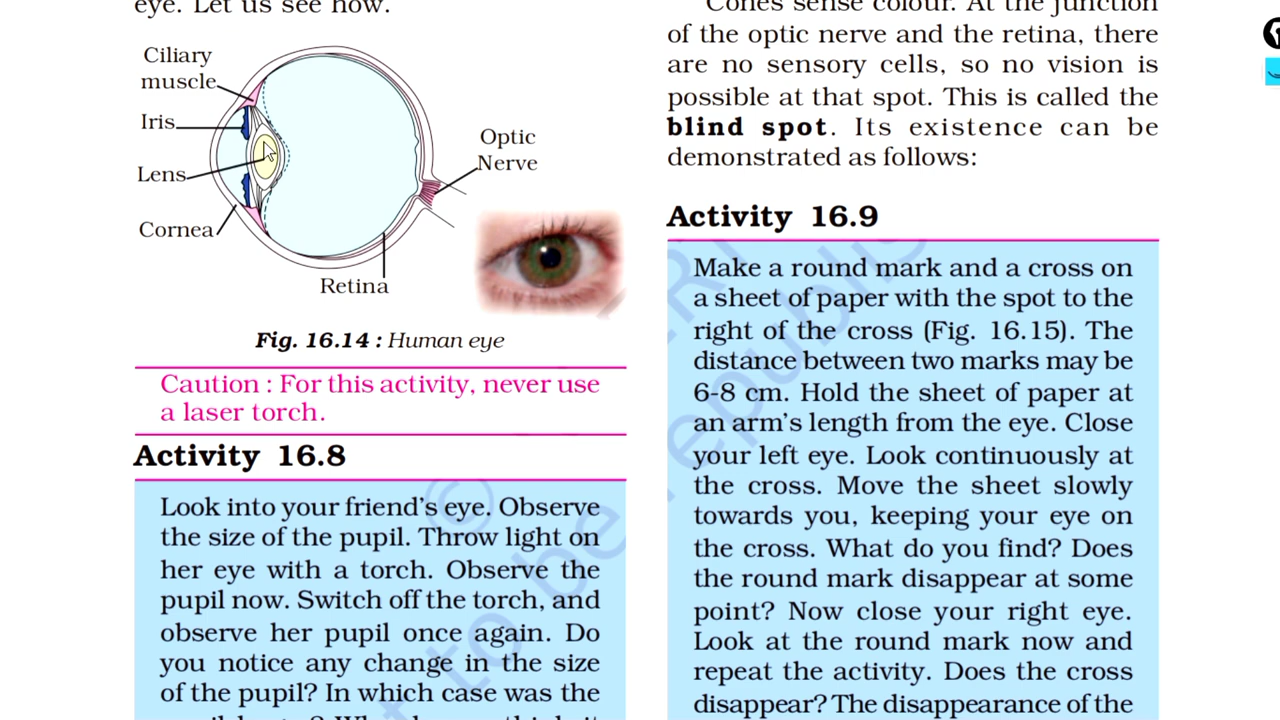 eye. Let us see how.
Ciliary
muscle
Iris
Lens
Cornea
Optic
Nerve
Retina
Fig. 16.14 : Human eye
Caution : For this activity, never use
a laser torch.
Activity 16.8
Look into your friend's eye. Observe
the size of the pupil. Throw light on
her eye with a torch. Observe the
pupil now. Switch off the torch, and
observe her pupil once again. Do
you notice any change in the size
of the pupil? In which case was the
Cones sense colour. At the junction
of the optic nerve and the retina, there
are no sensory cells, so no vision is
possible at that spot. This is called the
blind spot. Its existence can be
demonstrated as follows:
Activity 16.9
Make a round mark and a cross on
a sheet of paper with the spot to the
right of the cross (Fig. 16.15). The
distance between two marks may be
6-8 cm. Hold the sheet of paper at
an arm's length from the eye. Close
your left eye. Look continuously at
the cross. Move the sheet slowly
towards you, keeping your eye on
the cross. What do you find? Does
the round mark disappear at some
point? Now close your right eye.
Look at the round mark now and
repeat the activity. Does the cross
disappear? The disappearance of the